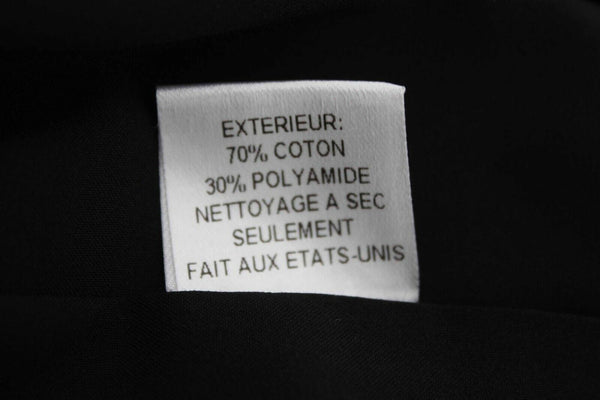 EXTERIEUR:
70% COTON
30% POLYAMIDE
NETTOYAGE A SEC
SEULEMENT
FAIT AUX ETATS-UNIS